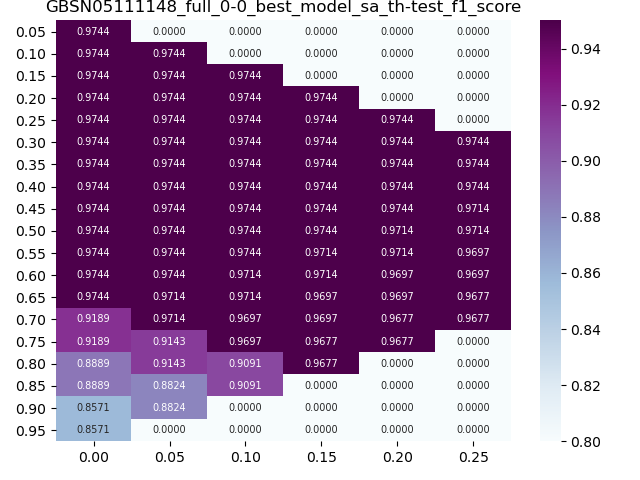 GBSN05111148_full_0-0_best_model_sa_th-test_f1_score
0.05 0.9744 0.0000 0.0000 0.0000 0.0000 0.0000
0.10 0.9744 0.9744 0.0000 0.0000 0.0000 0.0000
0.15 0.9744 0.9744 0.9744 0.0000 0.0000 0.0000
0.20 0.9744 0.9744 0.9744 0.9744 0.0000 0.0000
0.25 0.9744 0.9744 0.9744 0.9744 0.9744 0.0000
0.30 0.9744 0.9744 0.9744 0.9744 0.9744 0.9744
0.35 0.9744 0.9744 0.9744 0.9744 0.9744 0.9744
0.40 0.9744 0.9744 0.9744 0.9744 0.9744 0.9744
0.45 0.9744 0.9744 0.9744 0.9744 0.9744 0.9714
0.50 0.9744 0.9744 0.9744 0.9744 0.9714 0.9714
0.55 0.9744 0.9744 0.9744 0.9714 0.9714 0.9697
0.60 0.9744 0.9744 0.9714 0.9714 0.9697 0.9697
0.65 0.9744 0.9714 0.9714 0.9697 0.9697 0.9677
0.70 0.9189 0.9714 0.9697 0.9697 0.9677 0.9677
0.75 0.9189 0.9143 0.9697 0.9677 0.9677 0.0000
0.80 0.8889 0.9143 0.9091 0.9677 0.0000 0.0000
0.85 0.8889 0.8824 0.9091 0.0000 0.0000 0.0000
0.90 0.8571 0.8824 0.0000 0.0000 0.0000 0.0000
0.95 0.8571 0.0000 0.0000 0.0000 0.0000 0.0000
0.00 0.05 0.10 0.15 0.20 0.25
0.94
0.92
0.90
0.88
0.86
0.84
0.82
0.80